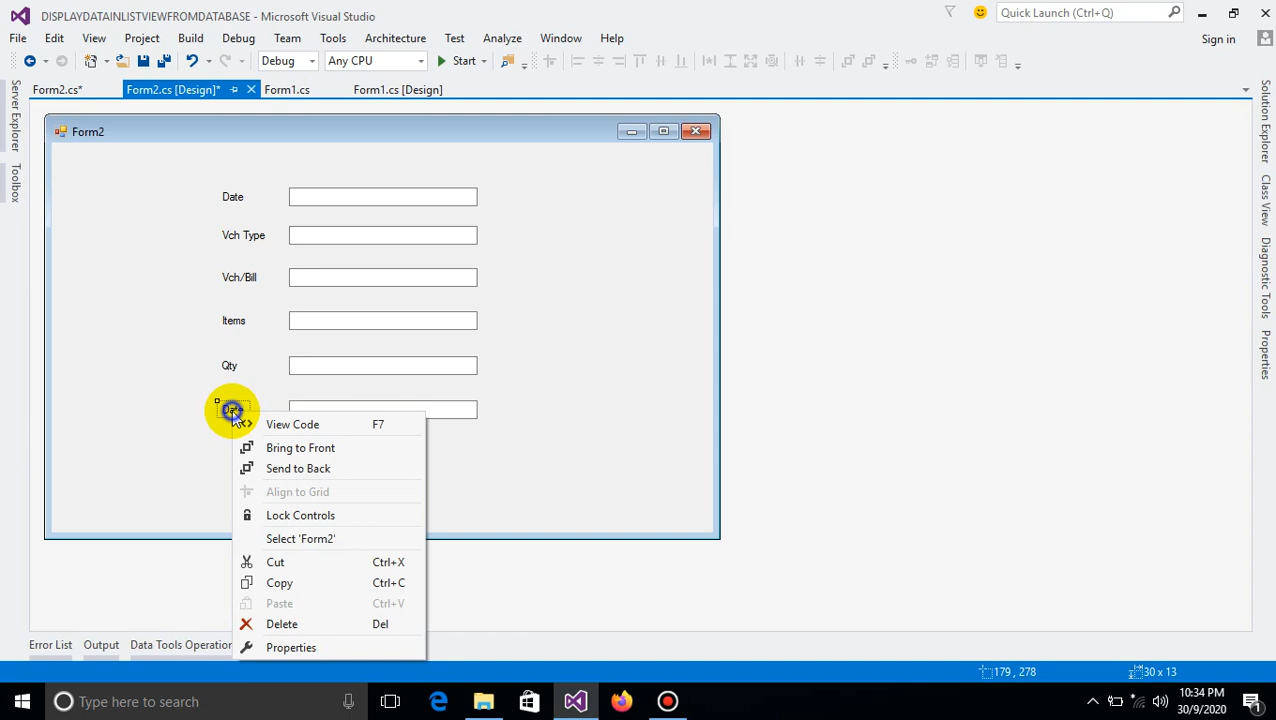 DISPLAYDATAINLISTVIEWFROMDATABASE - Microsoft Visual Studio
Quick Launch (Ctrl+Q)
File Edit View Project Build Debug Team Tools Architecture Test Analyze Window Help
Sign in
Debug Any CPU Start
Form2.cs* Form2.cs [Design]* Form1.cs Form1.cs [Design]
Server Explorer
Toolbox
Solution Explorer
Class View
Diagnostic Tools
Properties
Form2
Date
Vch Type
Vch/Bill
Items
Qty
View Code F7
Bring to Front
Send to Back
Align to Grid
Lock Controls
Select 'Form2'
Cut Ctrl+X
Copy Ctrl+C
Paste Ctrl+V
Delete Del
Properties
Error List Output Data Tools Operation
179 , 278 30 x 13
Type here to search
10:34 PM
30/9/2020
1